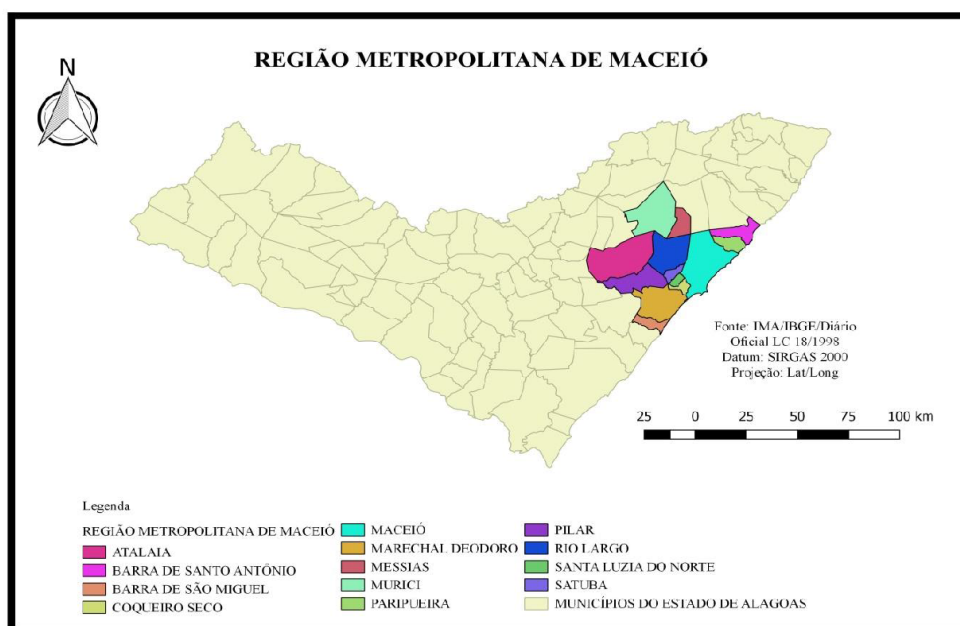 REGIÃO METROPOLITANA DE MACEIÓ
N
Fonte: IMA/IBGE/Diário
Oficial LC 18/1998
Datum: SIRGAS 2000
Projeção: Lat/Long
25 0 25 50 75 100 km
Legenda
REGIÃO METROPOLITANA DE MACEIÓ
ATALAIA
BARRA DE SANTO ANTÔNIO
BARRA DE SÃO MIGUEL
COQUEIRO SECO
MACEIÓ
MARECHAL DEODORO
MESSIAS
MURICI
PARIPUEIRA
PILAR
RIO LARGO
SANTA LUZIA DO NORTE
SATUBA
MUNICÍPIOS DO ESTADO DE ALAGOAS